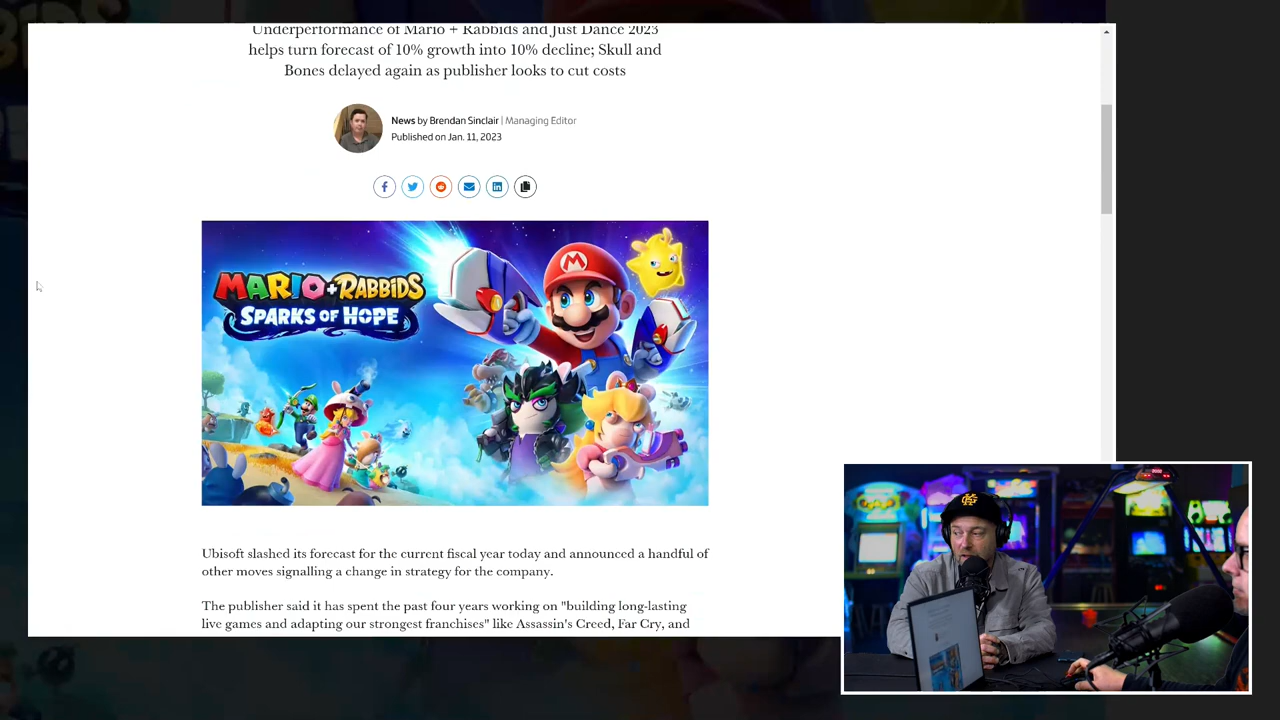 Underperformance of Mario + Rabbids and Just Dance 2023
helps turn forecast of 10% growth into 10% decline; Skull and
Bones delayed again as publisher looks to cut costs
News by Brendan Sinclair | Managing Editor
Published on Jan. 11, 2023
MARIO + RABBIDS
SPARKS OF HOPE
Ubisoft slashed its forecast for the current fiscal year today and announced a handful of
other moves signalling a change in strategy for the company.
The publisher said it has spent the past four years working on "building long-lasting
live games and adapting our strongest franchises" like Assassin's Creed, Far Cry, and